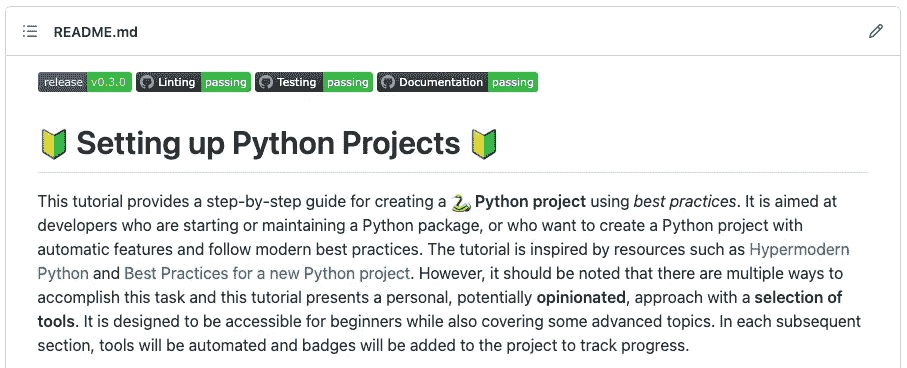 README.md
release v0.3.0 Linting passing Testing passing Documentation passing
Setting up Python Projects
This tutorial provides a step-by-step guide for creating a Python project using best practices. It is aimed at
developers who are starting or maintaining a Python package, or who want to create a Python project with
automatic features and follow modern best practices. The tutorial is inspired by resources such as Hypermodern
Python and Best Practices for a new Python project. However, it should be noted that there are multiple ways to
accomplish this task and this tutorial presents a personal, potentially opinionated, approach with a selection of
tools. It is designed to be accessible for beginners while also covering some advanced topics. In each subsequent
section, tools will be automated and badges will be added to the project to track progress.